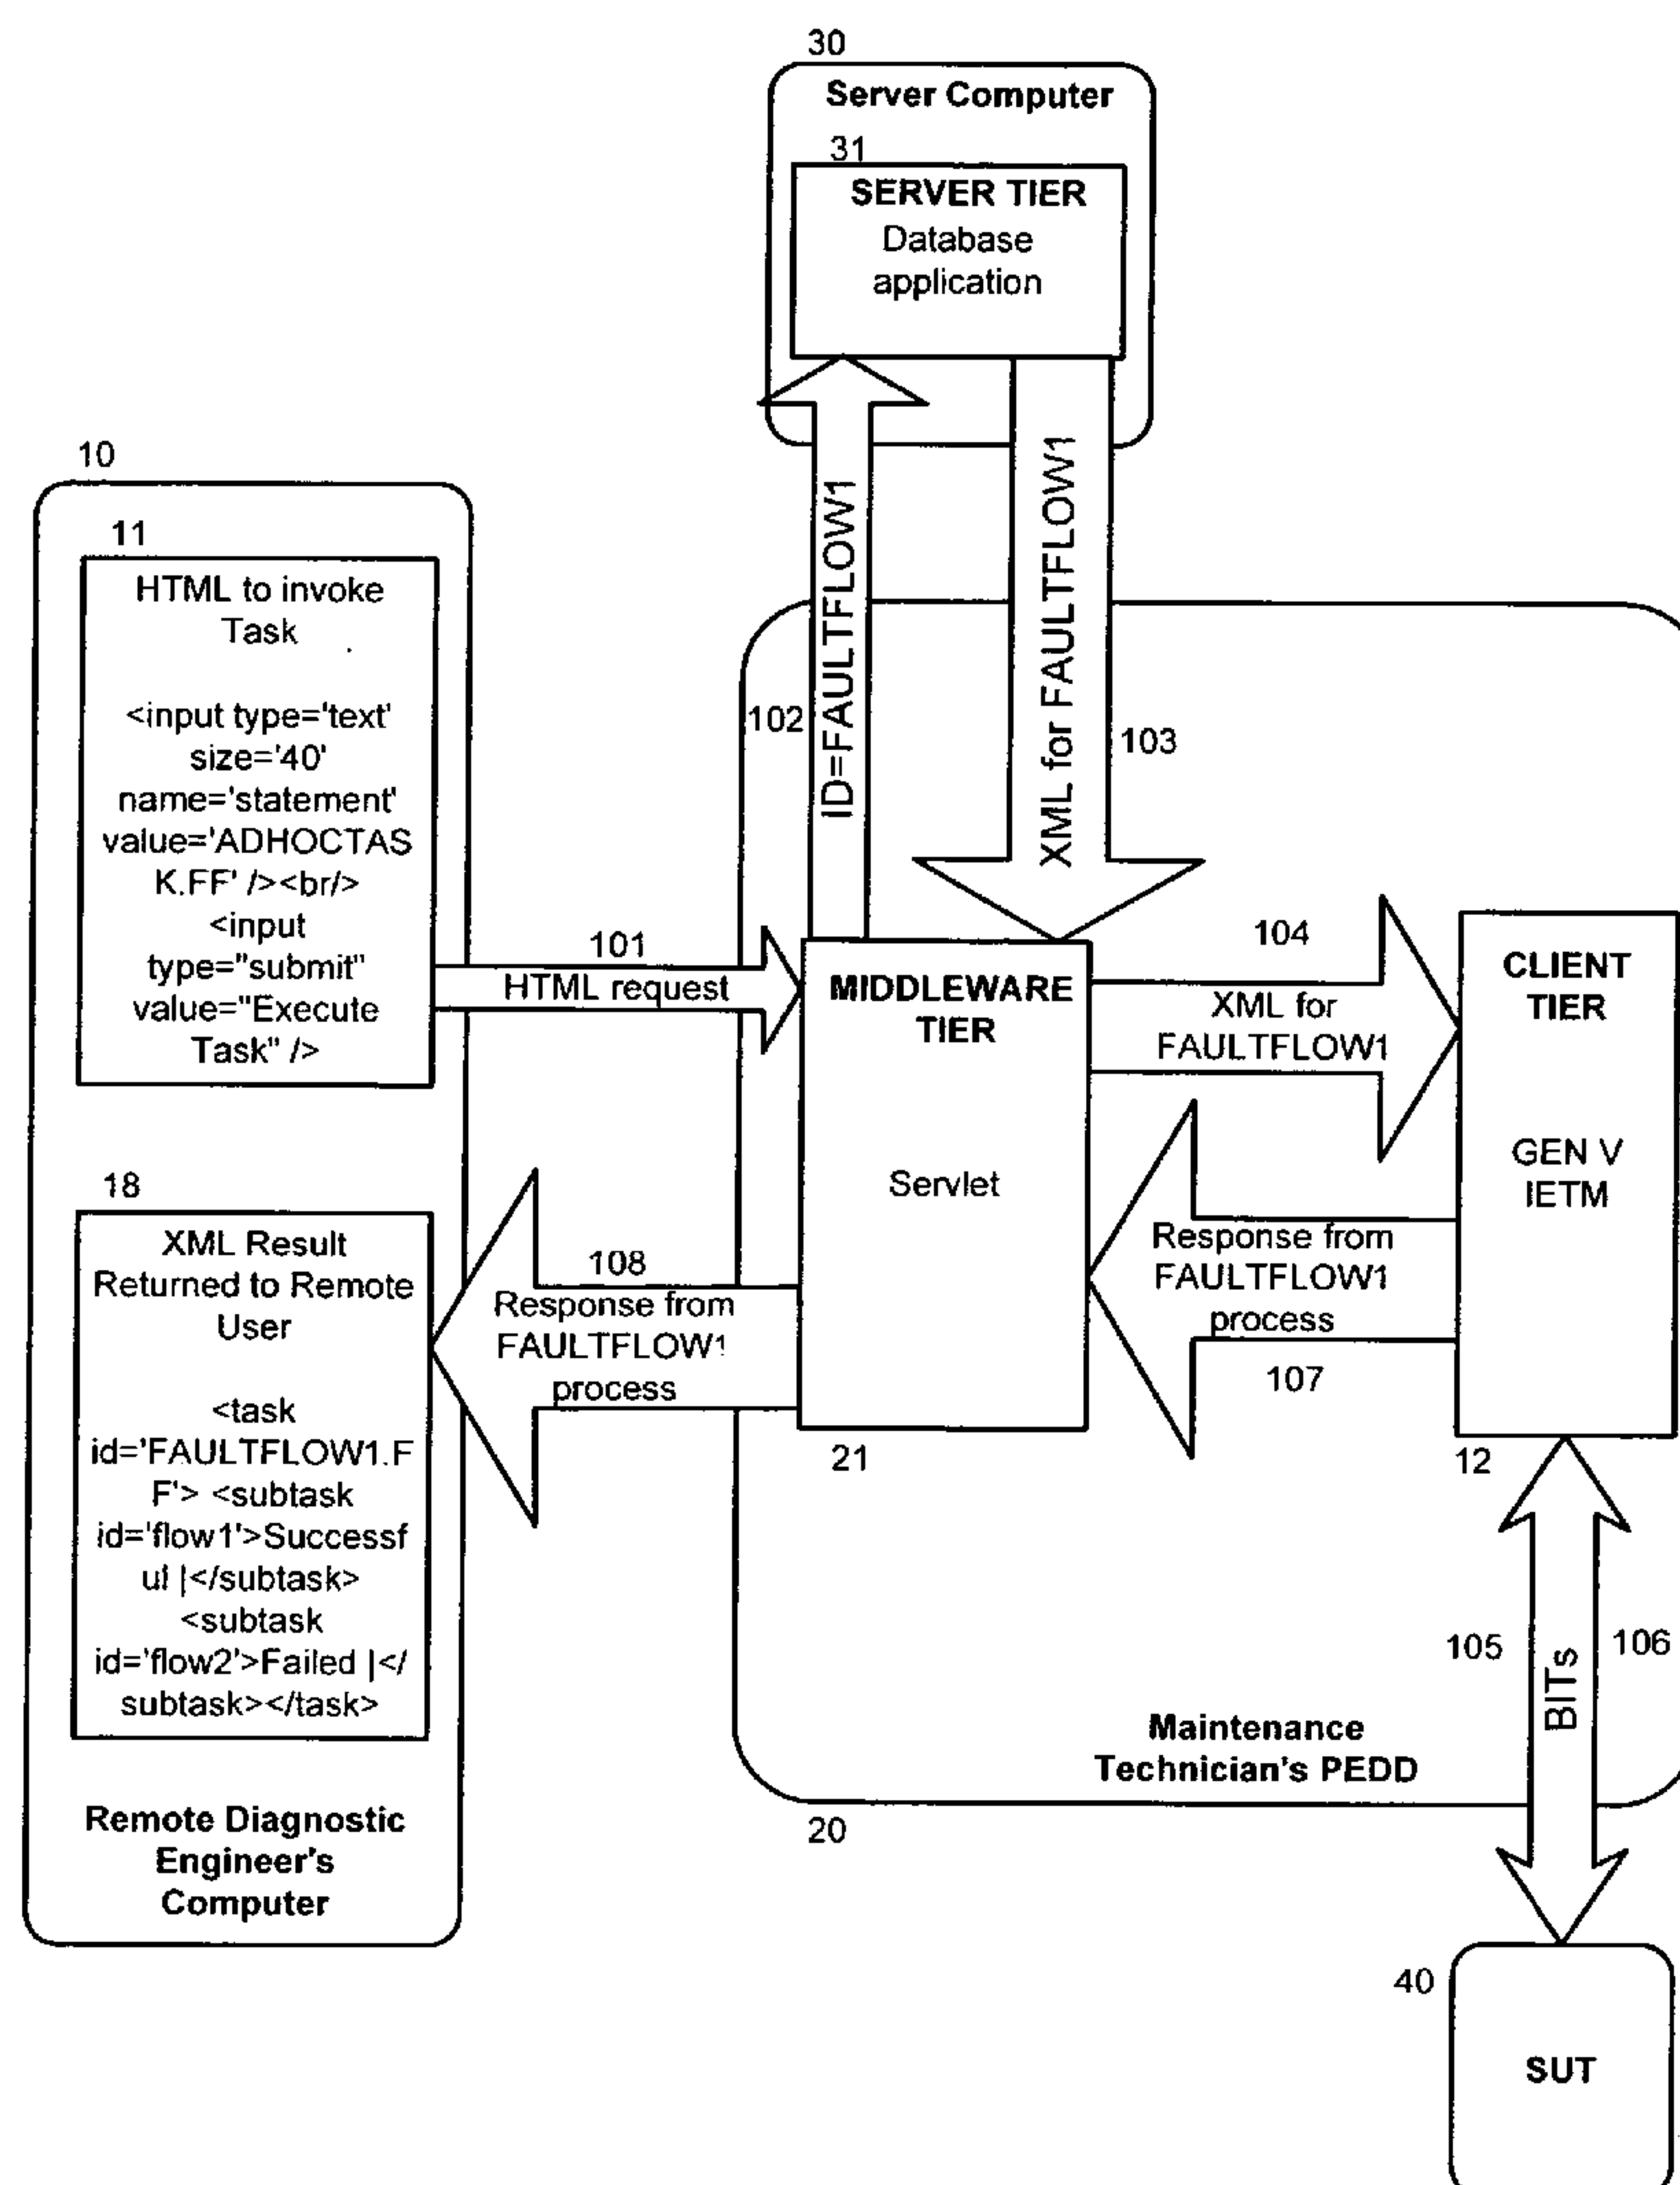 30
Server Computer
31
SERVER TIER
Database
application
10
11
HTML to invoke
Task
<input type='text'
size='40'
name='statement'
value='ADHOCTAS
K.FF' /><br/>
<input
type="submit"
value="Execute
Task" />
102
ID=FAULTFLOW1
XML for FAULTFLOW1
103
101
HTML request
MIDDLEWARE
TIER
Servlet
21
104
XML for
FAULTFLOW1
CLIENT
TIER
GEN V
IETM
12
Response from
FAULTFLOW1
process
107
108
Response from
FAULTFLOW1
process
18
XML Result
Returned to Remote
User
<task
id='FAULTFLOW1.F
F'> <subtask
id='flow1'>Successf
ul |</subtask>
<subtask
id='flow2'>Failed |</
subtask></task>
Remote Diagnostic
Engineer's
Computer
105
BITs
106
Maintenance
Technician's PEDD
20
40
SUT